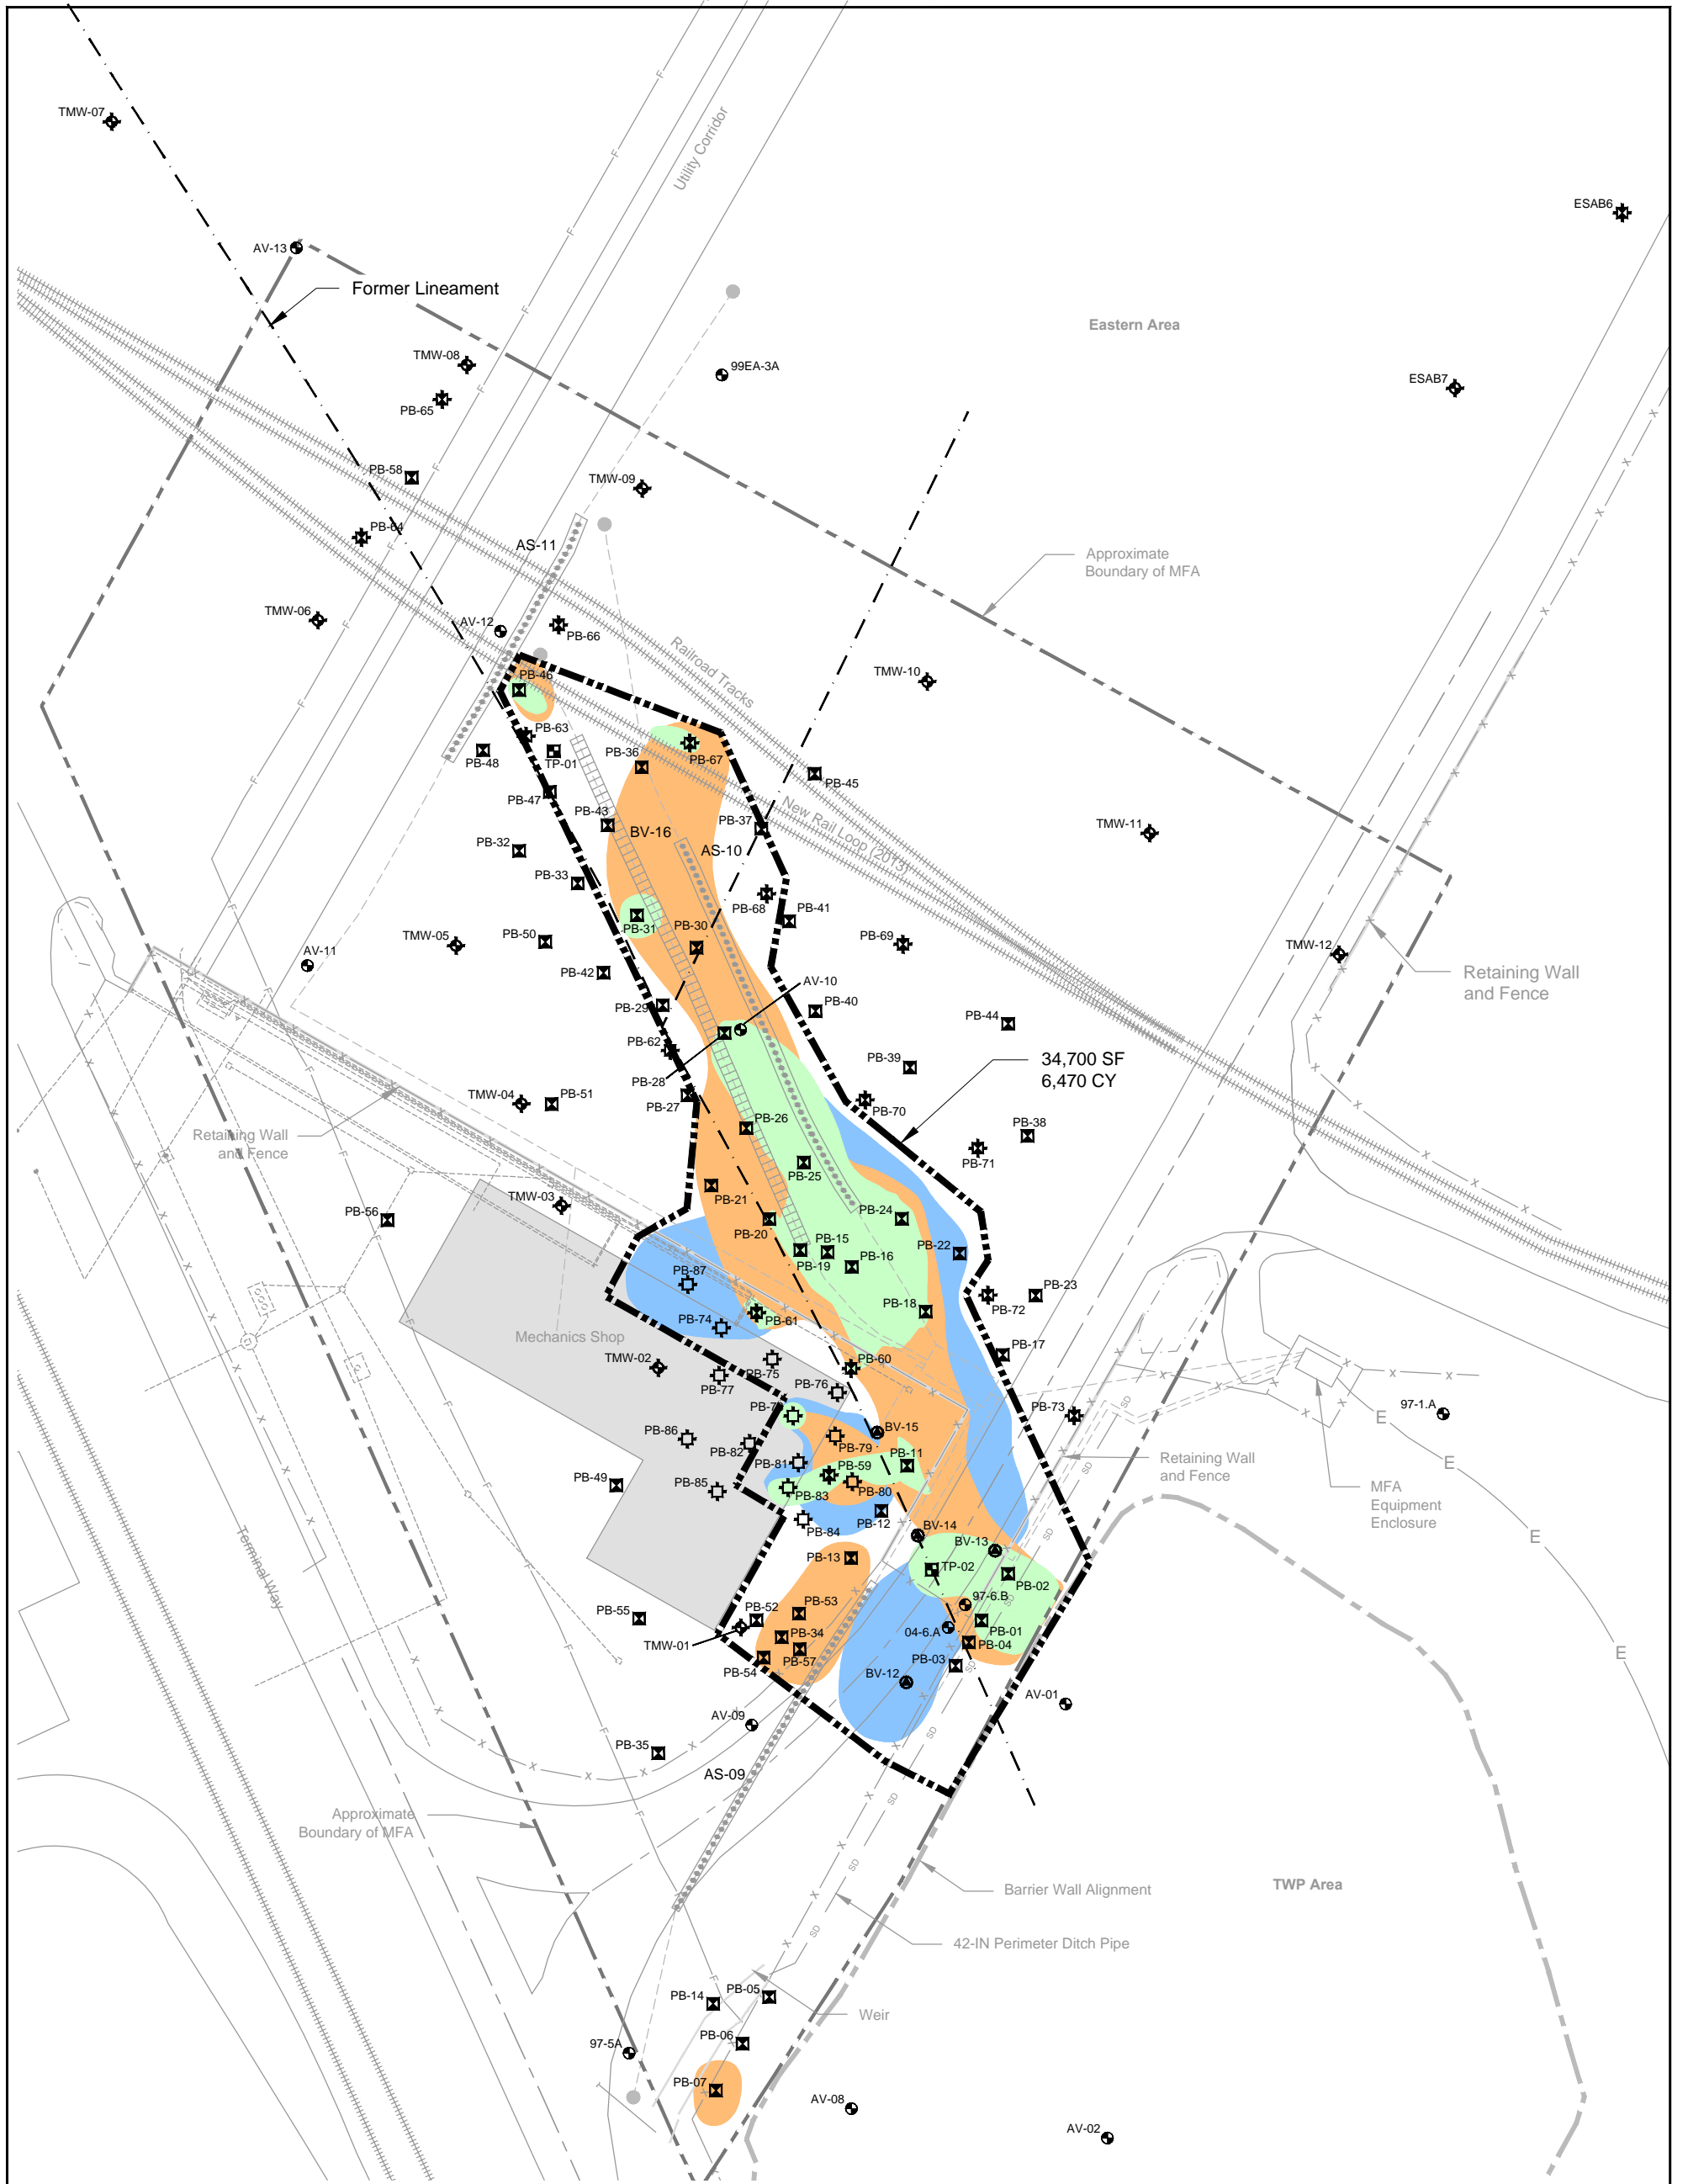 TMW-07
Utility Corridor
ESAB6
AV-13
Former Lineament
Eastern Area
TMW-08
99EA-3A
ESAB7
PB-65
PB-58
TMW-09
PB-64
AS-11
Approximate
Boundary of MFA
TMW-06
AV-12
PB-66
Railroad Tracks
TMW-10
PB-46
PB-63
PB-48
TP-01
PB-36
PB-67
PB-45
PB-47
PB-43
BV-16
PB-37
New Rail Loop (2013)
TMW-11
PB-32
AS-10
PB-33
PB-68
PB-41
PB-31
PB-30
PB-69
TMW-05
PB-50
AV-11
TMW-12
Retaining Wall
and Fence
PB-42
AV-10
PB-29
PB-40
PB-44
PB-62
PB-39
34,700 SF
6,470 CY
PB-28
PB-27
PB-70
TMW-04
PB-51
PB-26
PB-38
Retaining Wall
and Fence
PB-71
PB-25
PB-21
TMW-03
PB-56
PB-20
PB-24
PB-15
PB-19
PB-16
PB-22
PB-87
PB-23
PB-72
PB-18
PB-61
PB-74
Mechanics Shop
PB-17
TMW-02
PB-60
PB-75
PB-77
PB-76
PB-73
97-1.A
BV-15
PB-86
PB-82
PB-79
PB-11
PB-81
PB-59
Retaining Wall
and Fence
PB-49
PB-85
PB-83
PB-80
MFA
Equipment
Enclosure
PB-12
PB-84
BV-14
BV-13
Terminal Way
PB-13
TP-02
PB-02
97-6.B
PB-52
PB-53
PB-55
04-6.A
PB-01
TMW-01
PB-34
PB-04
PB-57
PB-54
PB-03
BV-12
AV-01
AV-09
PB-35
AS-09
Approximate
Boundary of MFA
Barrier Wall Alignment
TWP Area
42-IN Perimeter Ditch Pipe
PB-14
PB-05
Weir
PB-06
97-5A
PB-07
AV-08
AV-02
F
F
F
X
X
X
SD
SD
SD
E
E
E
E